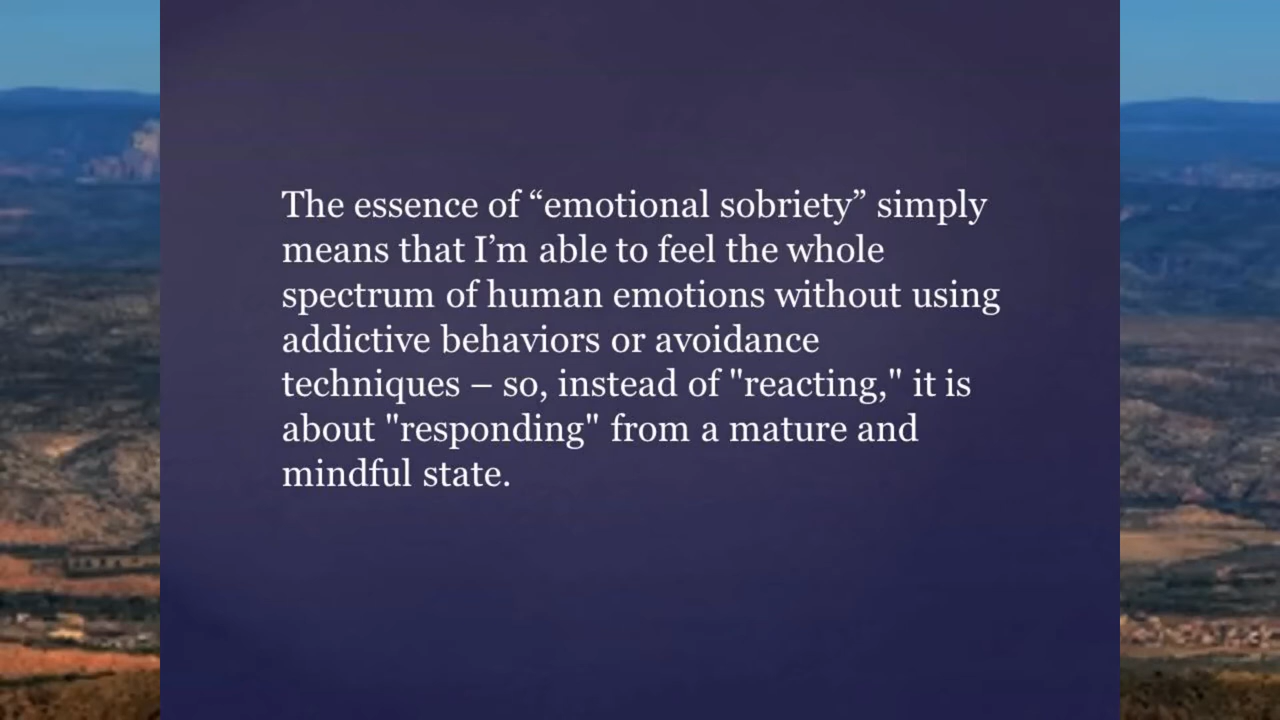 The essence of “emotional sobriety” simply
means that I’m able to feel the whole
spectrum of human emotions without using
addictive behaviors or avoidance
techniques – so, instead of "reacting," it is
about "responding" from a mature and
mindful state.